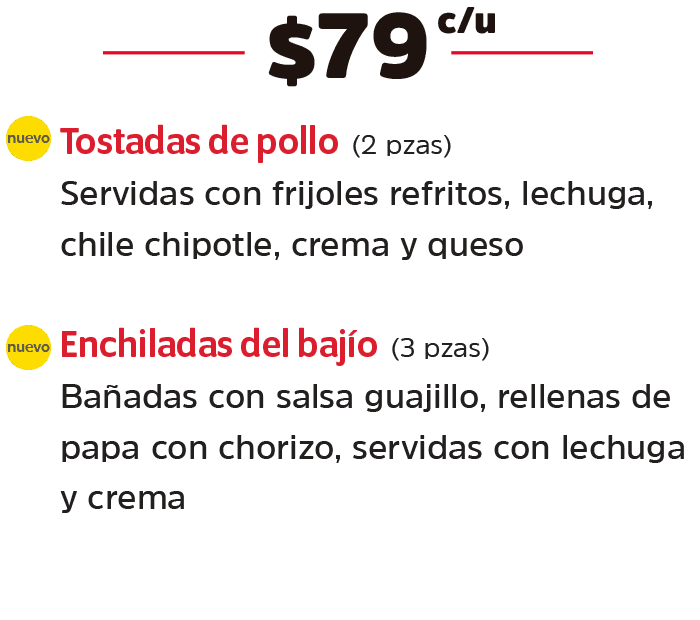 $79 c/u
nuevo Tostadas de pollo (2 pzas)
Servidas con frijoles refritos, lechuga,
chile chipotle, crema y queso
nuevo Enchiladas del bajío (3 pzas)
Bañadas con salsa guajillo, rellenas de
papa con chorizo, servidas con lechuga
y crema